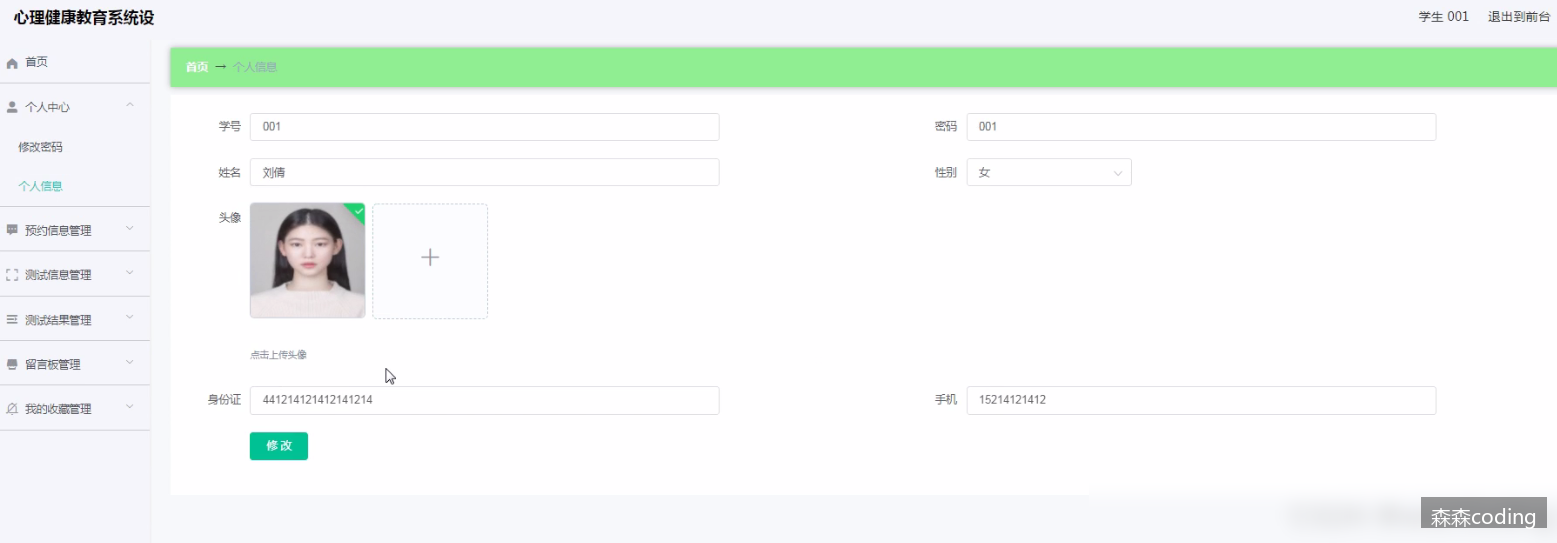 心理健康教育系统设
学生 001 退出到前台
首页
个人中心
修改密码
个人信息
预约信息管理
测试信息管理
测试结果管理
留言板管理
我的收藏管理
首页 → 个人信息
学号 001
密码 001
姓名 刘倩
性别 女
头像
点击上传头像
身份证 441214121412141214
手机 15214121412
修 改
森森coding